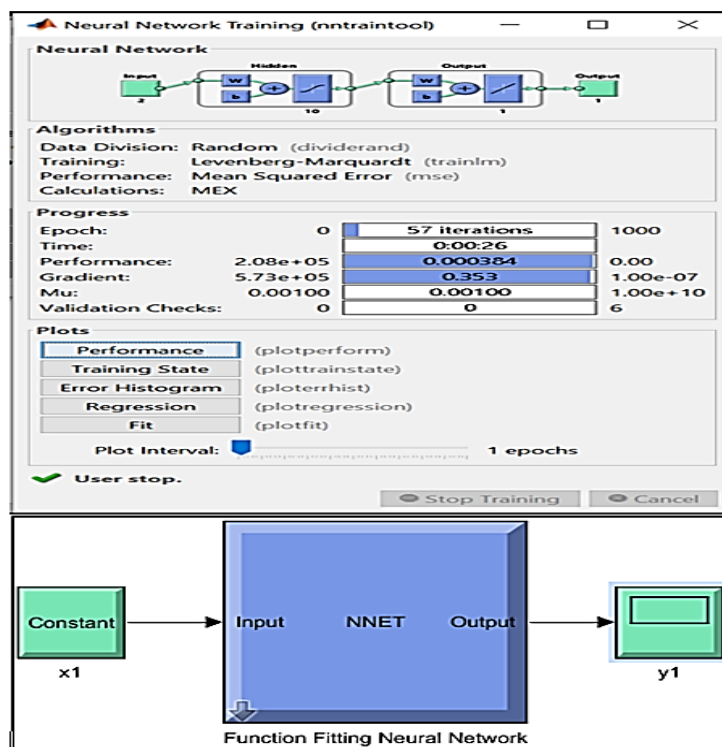 Neural Network Training (nntraintool)
Neural Network
Hidden Output
Input Output
W W
b b
2 10 1 1
Algorithms
Data Division: Random (dividerand)
Training: Levenberg-Marquardt (trainlm)
Performance: Mean Squared Error (mse)
Calculations: MEX
Progress
Epoch: 0 57 iterations 1000
Time: 0:00:26
Performance: 2.08e+05 0.000384 0.00
Gradient: 5.73e+05 0.353 1.00e-07
Mu: 0.00100 0.00100 1.00e+10
Validation Checks: 0 0 6
Plots
Performance (plotperform)
Training State (plottrainstate)
Error Histogram (ploterrhist)
Regression (plotregression)
Fit (plotfit)
Plot Interval: 1 epochs
User stop.
Stop Training Cancel
Constant Input NNET Output
x1 y1
Function Fitting Neural Network